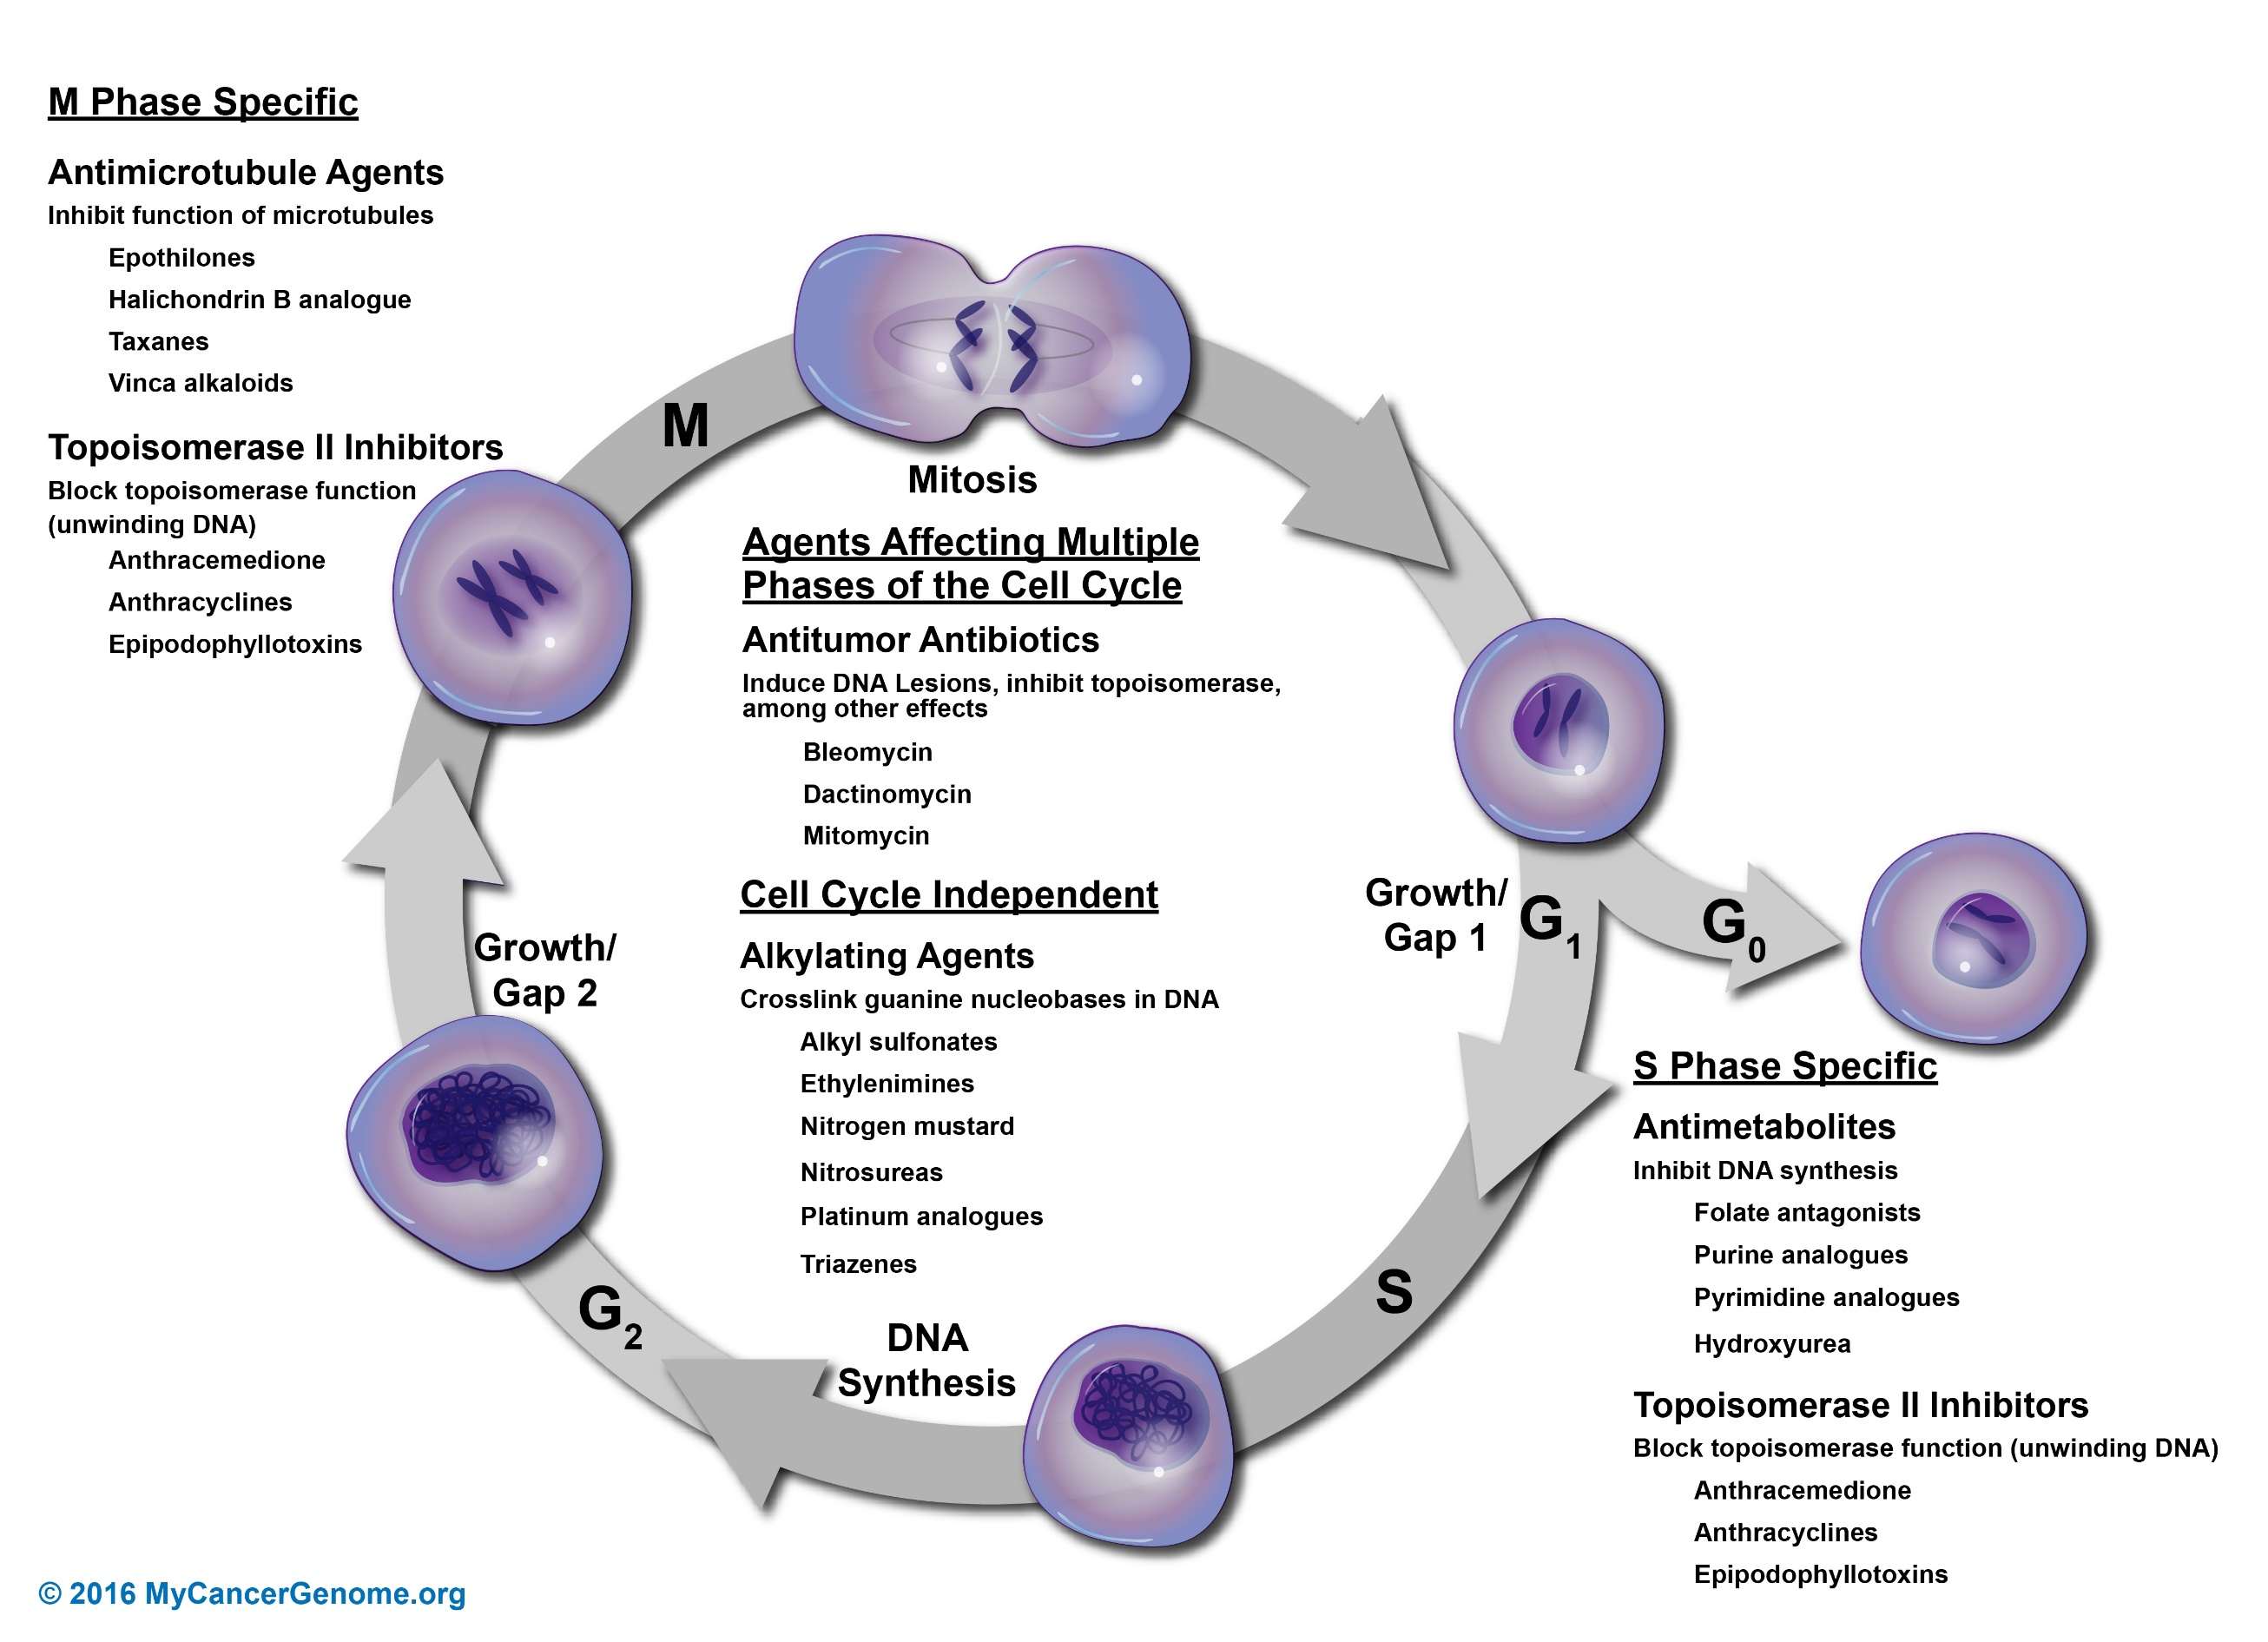 M Phase Specific
Antimicrotubule Agents
Inhibit function of microtubules
Epothilones
Halichondrin B analogue
Taxanes
Vinca alkaloids
Topoisomerase II Inhibitors
Block topoisomerase function
(unwinding DNA)
Anthracemedione
Anthracyclines
Epipodophyllotoxins
M
Mitosis
Agents Affecting Multiple
Phases of the Cell Cycle
Antitumor Antibiotics
Induce DNA Lesions, inhibit topoisomerase,
among other effects
Bleomycin
Dactinomycin
Mitomycin
Cell Cycle Independent
Alkylating Agents
Crosslink guanine nucleobases in DNA
Alkyl sulfonates
Ethylenimines
Nitrogen mustard
Nitrosureas
Platinum analogues
Triazenes
Growth/
Gap 1
G1
G0
S Phase Specific
Antimetabolites
Inhibit DNA synthesis
Folate antagonists
Purine analogues
Pyrimidine analogues
Hydroxyurea
Topoisomerase II Inhibitors
Block topoisomerase function (unwinding DNA)
Anthracemedione
Anthracyclines
Epipodophyllotoxins
S
DNA
Synthesis
G2
Growth/
Gap 2
© 2016 MyCancerGenome.org